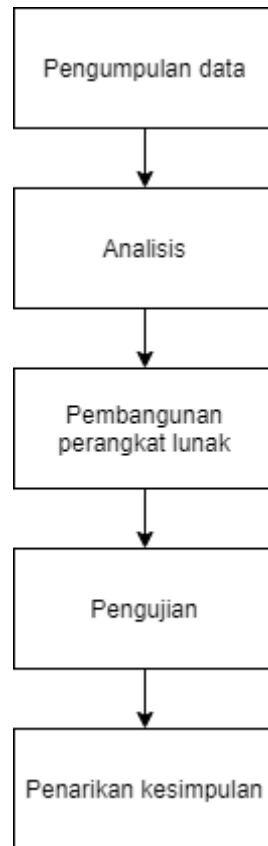 Pengumpulan data
Analisis
Pembangunan
perangkat lunak
Pengujian
Penarikan kesimpulan